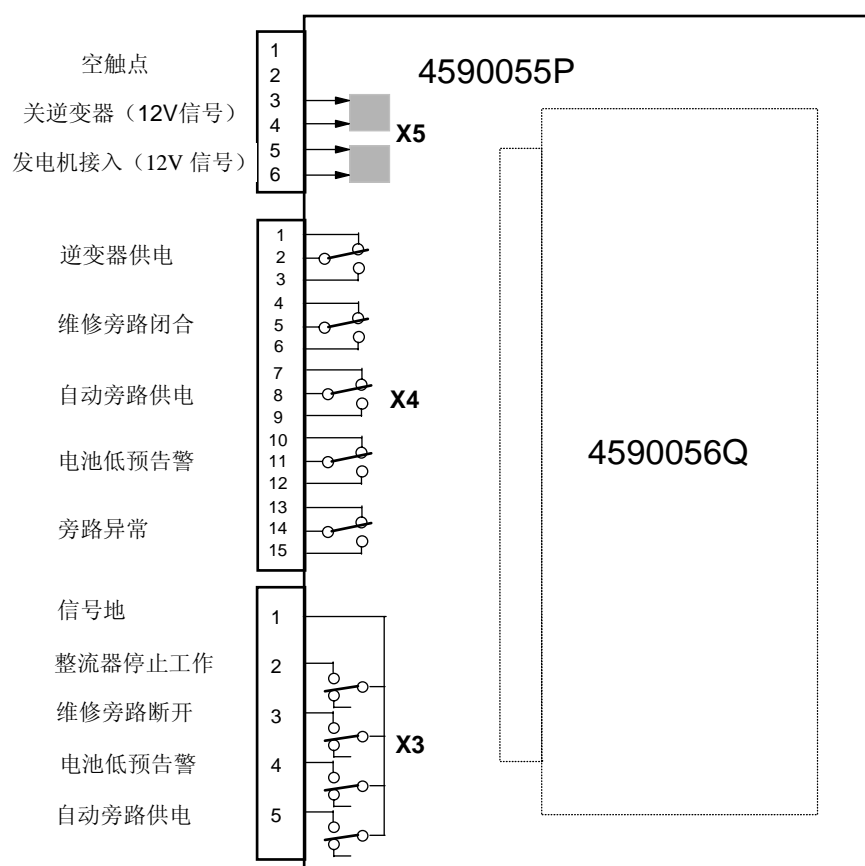 空触点
关逆变器（12V信号）
发电机接入（12V 信号）
1
2
3
4
5
6
4590055P
X5
逆变器供电
维修旁路闭合
自动旁路供电
电池低预告警
旁路异常
1
2
3
4
5
6
7
8
9
10
11
12
13
14
15
X4
4590056Q
信号地
整流器停止工作
维修旁路断开
电池低预告警
自动旁路供电
1
2
3
4
5
X3